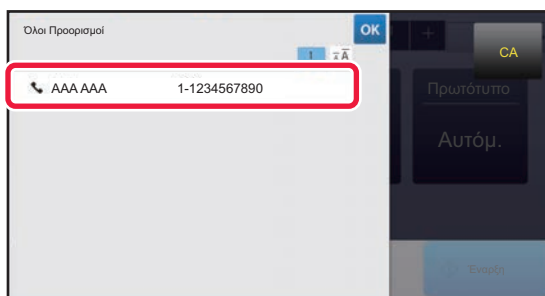 Όλοι Προορισμοί
OK
CA
1
AAA AAA 1-1234567890
Πρωτότυπο
Αυτόμ.
Έναρξη